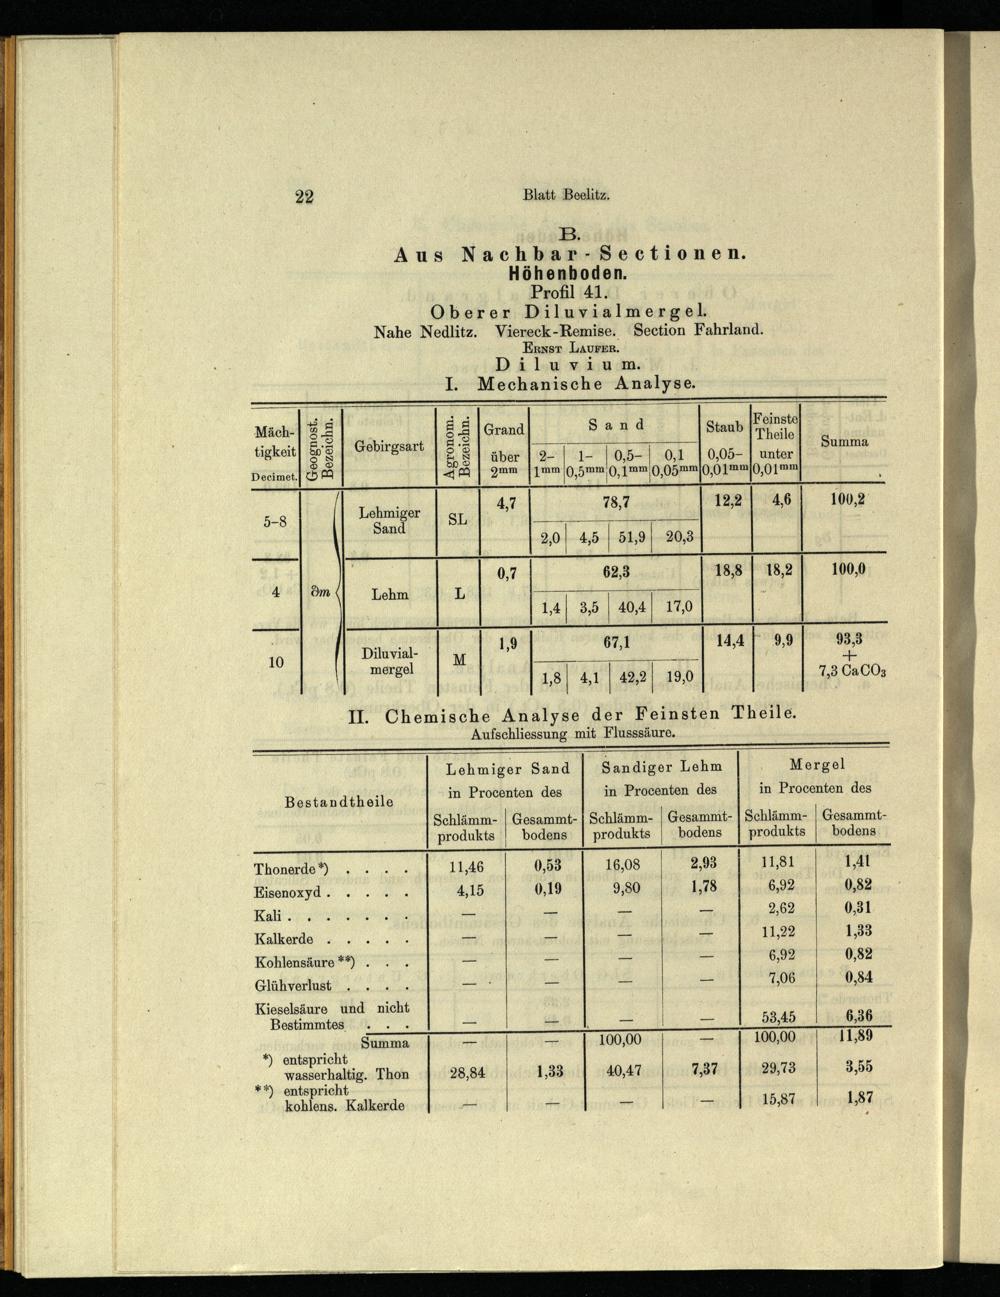 22 Blatt Beelitz.
B.
Aus Nachbar-Sectionen.
Höhenboden.
Profil 41.
Oberer Diluvialmergel.
Nahe Nedlitz. Viereck-Remise. Section Fahrland.
Ernst Laufer.
Diluvium.
I. Mechanische Analyse.
Mäch-tigkeit Decimet. | Geognost. Bezeichn. | Gebirgsart | Agronom. Bezeichn. | Grand über 2mm | Sand | Staub 0,05-0,01mm | Feinste Theile unter 0,01mm | Summa
2-1mm | 1-0,5mm | 0,5-0,1mm | 0,1 0,05mm
5-8 | Lehmiger Sand | SL | 4,7 | 78,7 | 12,2 | 4,6 | 100,2
2,0 | 4,5 | 51,9 | 20,3
4 | ∂m | Lehm | L | 0,7 | 62,3 | 18,8 | 18,2 | 100,0
1,4 | 3,5 | 40,4 | 17,0
10 | Diluvial-mergel | M | 1,9 | 67,1 | 14,4 | 9,9 | 93,3 + 7,3 CaCO3
1,8 | 4,1 | 42,2 | 19,0
II. Chemische Analyse der Feinsten Theile.
Aufschliessung mit Flusssäure.
Bestandtheile | Lehmiger Sand in Procenten des | Sandiger Lehm in Procenten des | Mergel in Procenten des
Schlämm-produkts | Gesammt-bodens | Schlämm-produkts | Gesammt-bodens | Schlämm-produkts | Gesammt-bodens
Thonerde*) . . . . | 11,46 | 0,53 | 16,08 | 2,93 | 11,81 | 1,41
Eisenoxyd . . . . . | 4,15 | 0,19 | 9,80 | 1,78 | 6,92 | 0,82
Kali . . . . . . . | — | — | — | — | 2,62 | 0,31
Kalkerde . . . . . | — | — | — | — | 11,22 | 1,33
Kohlensäure**) . . . | — | — | — | — | 6,92 | 0,82
Glühverlust . . . . | — | — | — | — | 7,06 | 0,84
Kieselsäure und nicht
Bestimmtes . . . | — | — | — | — | 53,45 | 6,36
Summa | — | — | 100,00 | — | 100,00 | 11,89
*) entspricht
wasserhaltig. Thon | 28,84 | 1,33 | 40,47 | 7,37 | 29,73 | 3,55
**) entspricht
kohlens. Kalkerde | — | — | — | — | 15,87 | 1,87